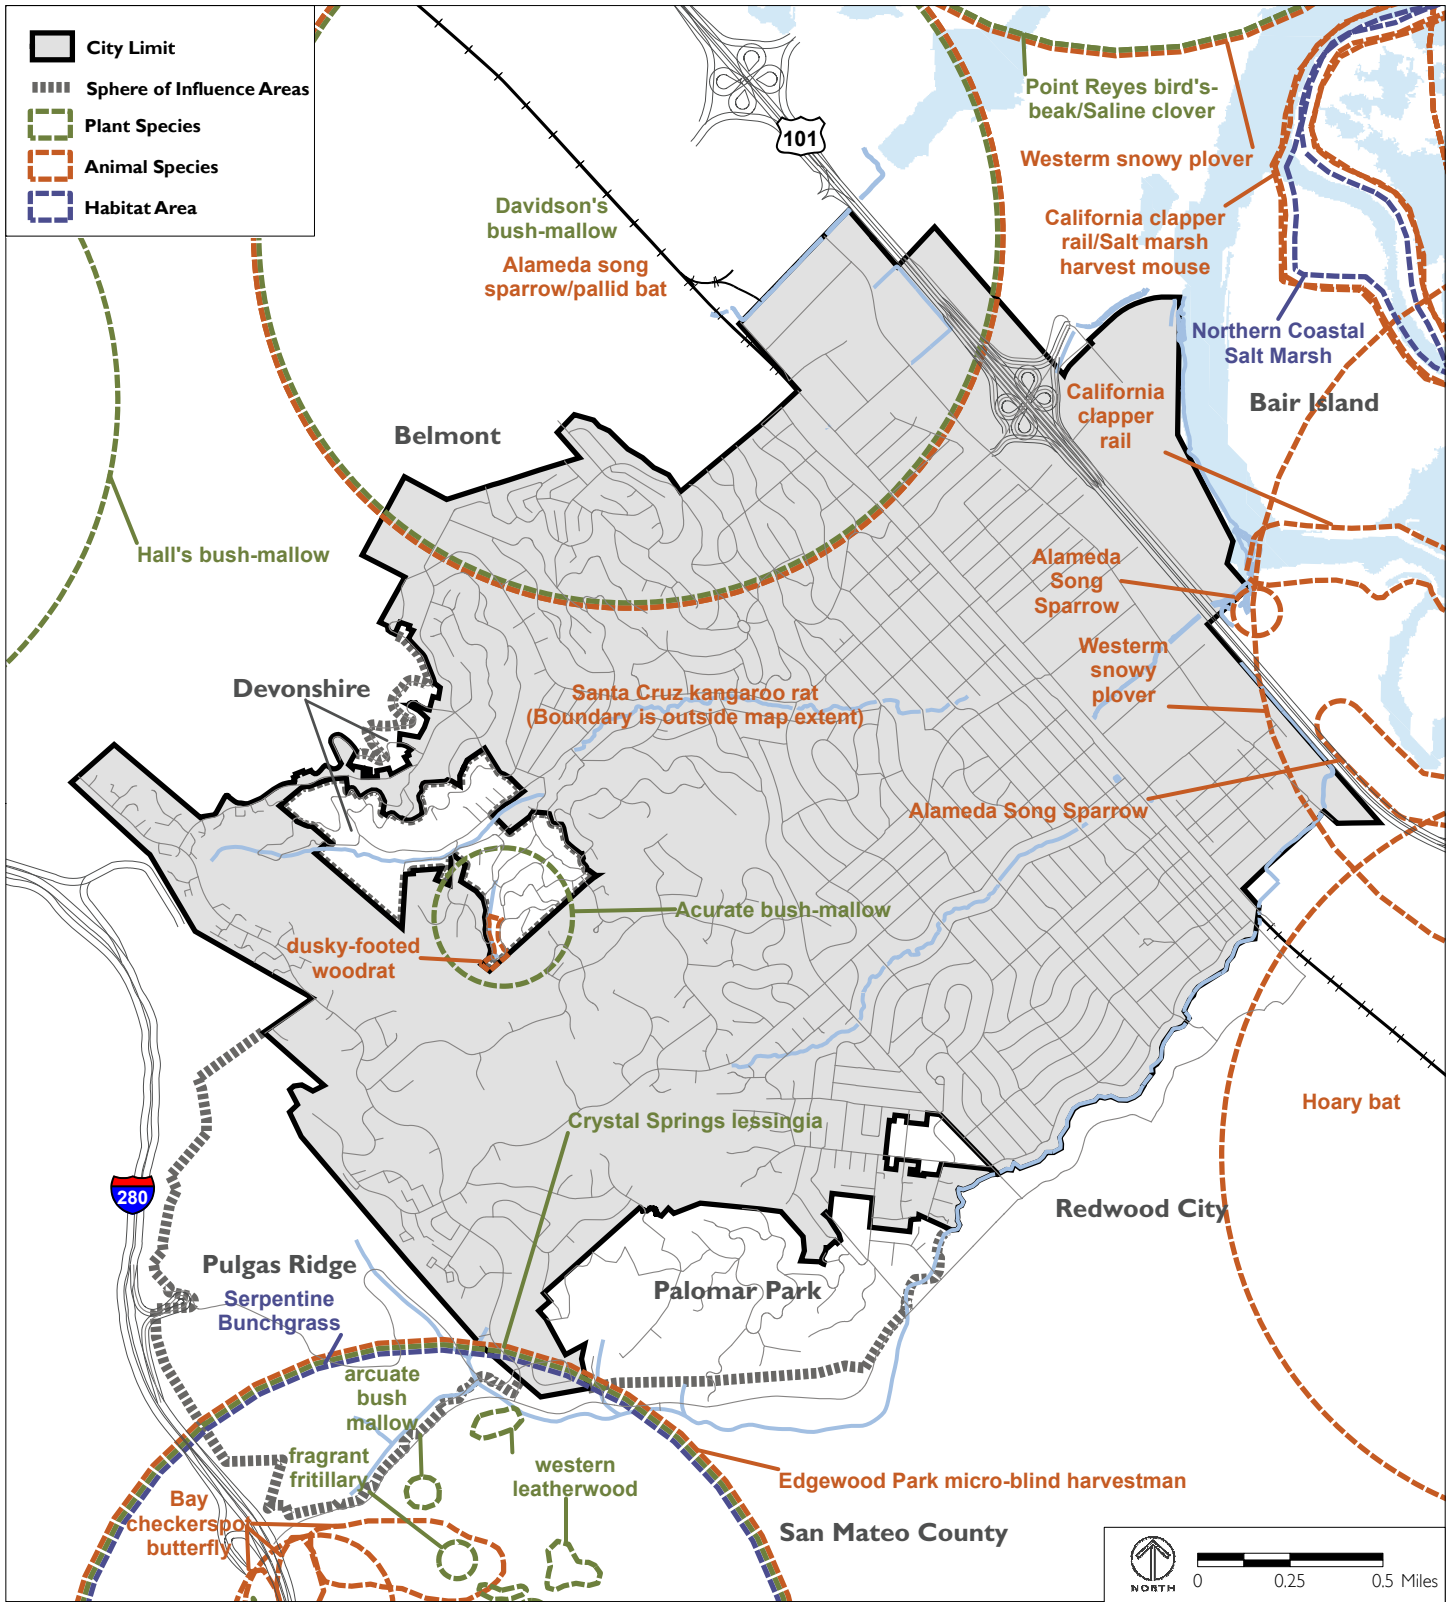 City Limit
Sphere of Influence Areas
Plant Species
Animal Species
Habitat Area
101
Point Reyes bird's-
beak/Saline clover
Westerm snowy plover
California clapper
rail/Salt marsh
harvest mouse
Northern Coastal
Salt Marsh
Bair Island
Davidson's
bush-mallow
Alameda song
sparrow/pallid bat
Belmont
California
clapper
rail
Hall's bush-mallow
Alameda
Song
Sparrow
Westerm
snowy
plover
Devonshire
Santa Cruz kangaroo rat
(Boundary is outside map extent)
Alameda Song Sparrow
Acurate bush-mallow
dusky-footed
woodrat
Hoary bat
Crystal Springs lessingia
280
Redwood City
Pulgas Ridge
Serpentine
Bunchgrass
Palomar Park
arcuate
bush
mallow
fragrant
fritillary
western
leatherwood
Edgewood Park micro-blind harvestman
Bay
checkerspot
butterfly
San Mateo County
NORTH
0 0.25 0.5 Miles